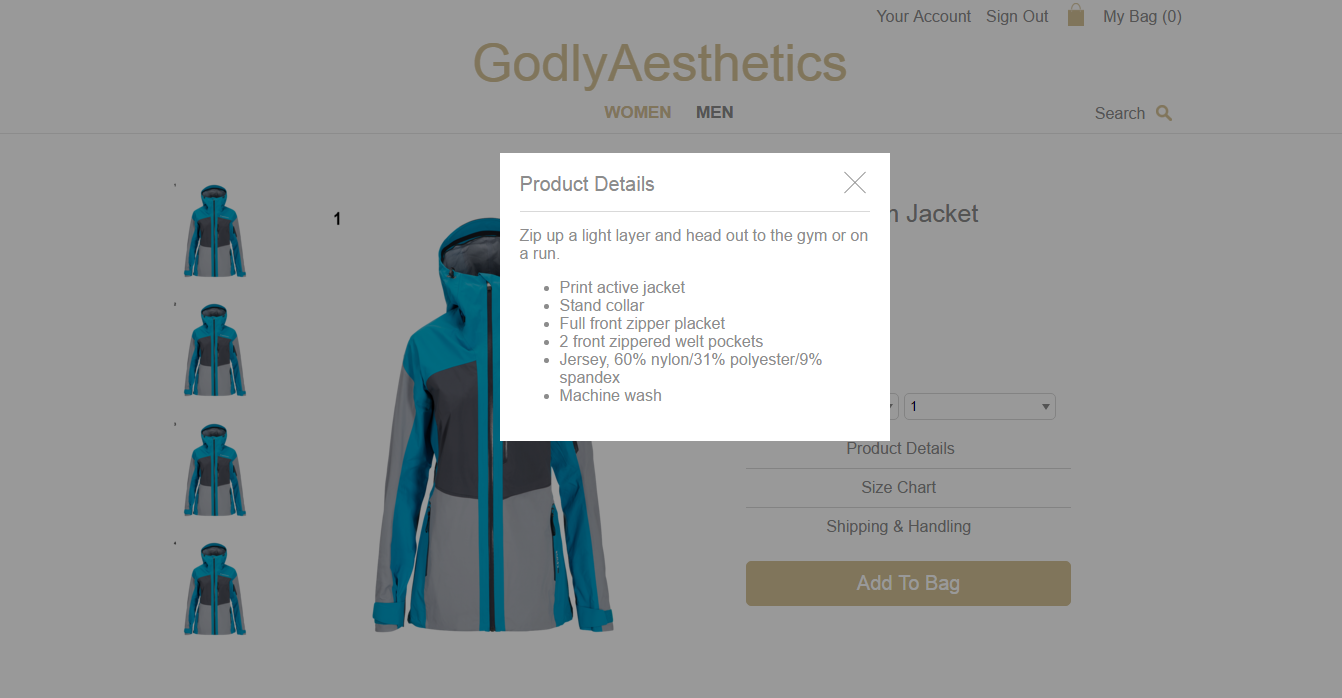 Your Account Sign Out My Bag (0)
GodlyAesthetics
WOMEN MEN
Search
Product Details
Zip up a light layer and head out to the gym or on
a run.
Print active jacket
Stand collar
Full front zipper placket
2 front zippered welt pockets
Jersey, 60% nylon/31% polyester/9%
spandex
Machine wash
1
Jacket
1
Product Details
Size Chart
Shipping & Handling
Add To Bag